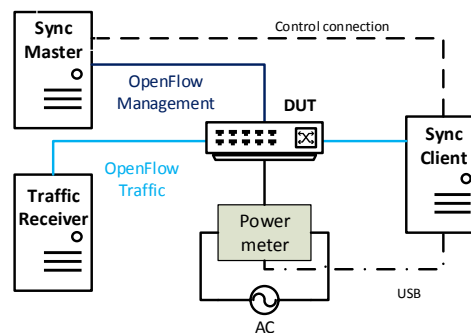 Sync
Master
Control connection
OpenFlow
Management
DUT
OpenFlow
Traffic
Sync
Client
Traffic
Receiver
Power
meter
USB
AC